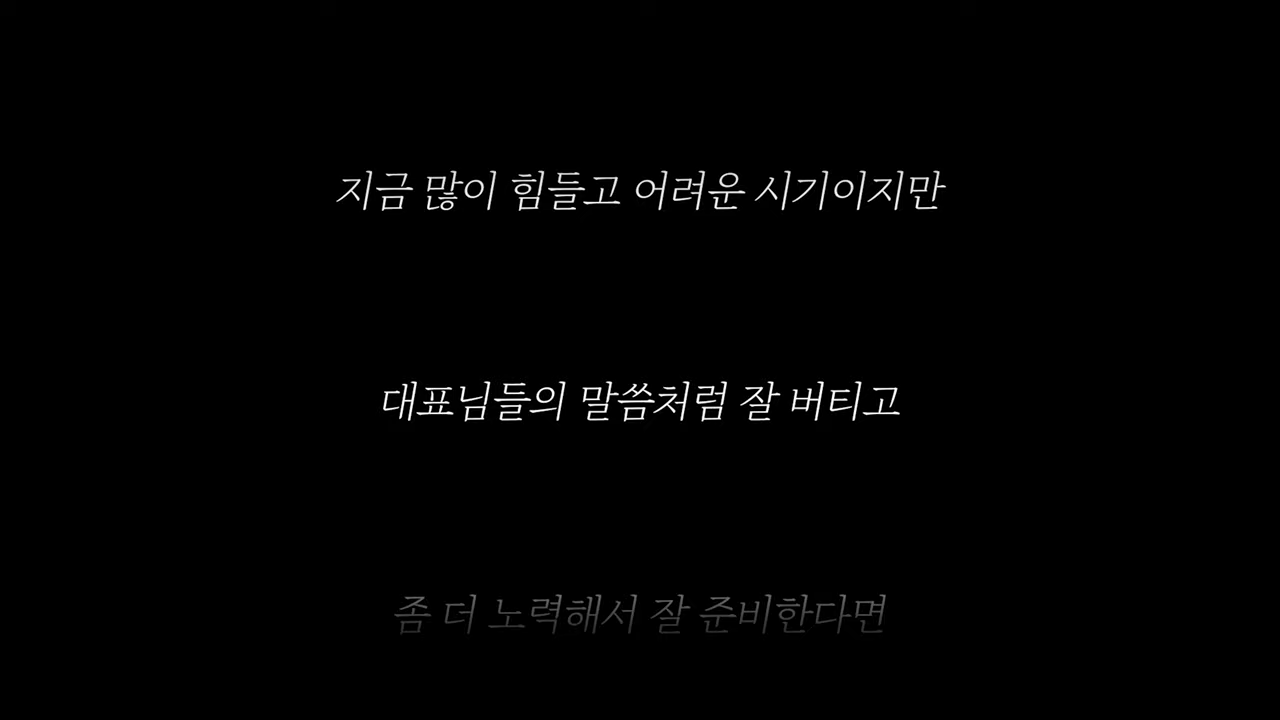 지금 많이 힘들고 어려운 시기이지만
대표님들의 말씀처럼 잘 버티고
좀 더 노력해서 잘 준비한다면